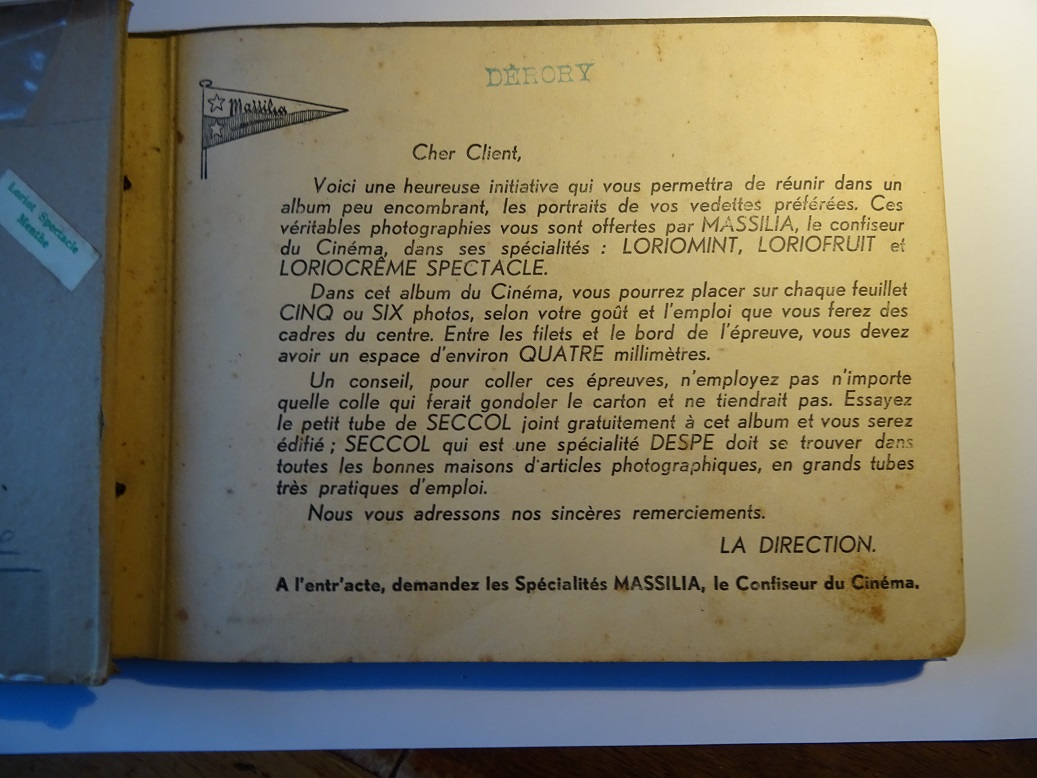 DÉRORY
Massilia
Loriot Spectacle
Menthe
Cher Client,
Voici une heureuse initiative qui vous permettra de réunir dans un
album peu encombrant, les portraits de vos vedettes préférées. Ces
véritables photographies vous sont offertes par MASSILIA, le confiseur
du Cinéma, dans ses spécialités : LORIOMINT, LORIOFRUIT et
LORIOCRÊME SPECTACLE.
Dans cet album du Cinéma, vous pourrez placer sur chaque feuillet
CINQ ou SIX photos, selon votre goût et l'emploi que vous ferez des
cadres du centre. Entre les filets et le bord de l'épreuve, vous devez
avoir un espace d'environ QUATRE millimètres.
Un conseil, pour coller ces épreuves, n'employez pas n'importe
quelle colle qui ferait gondoler le carton et ne tiendrait pas. Essayez
le petit tube de SECCOL joint gratuitement à cet album et vous serez
édifié ; SECCOL qui est une spécialité DESPE doit se trouver dans
toutes les bonnes maisons d'articles photographiques, en grands tubes
très pratiques d'emploi.
Nous vous adressons nos sincères remerciements.
LA DIRECTION.
A l'entr'acte, demandez les Spécialités MASSILIA, le Confiseur du Cinéma.